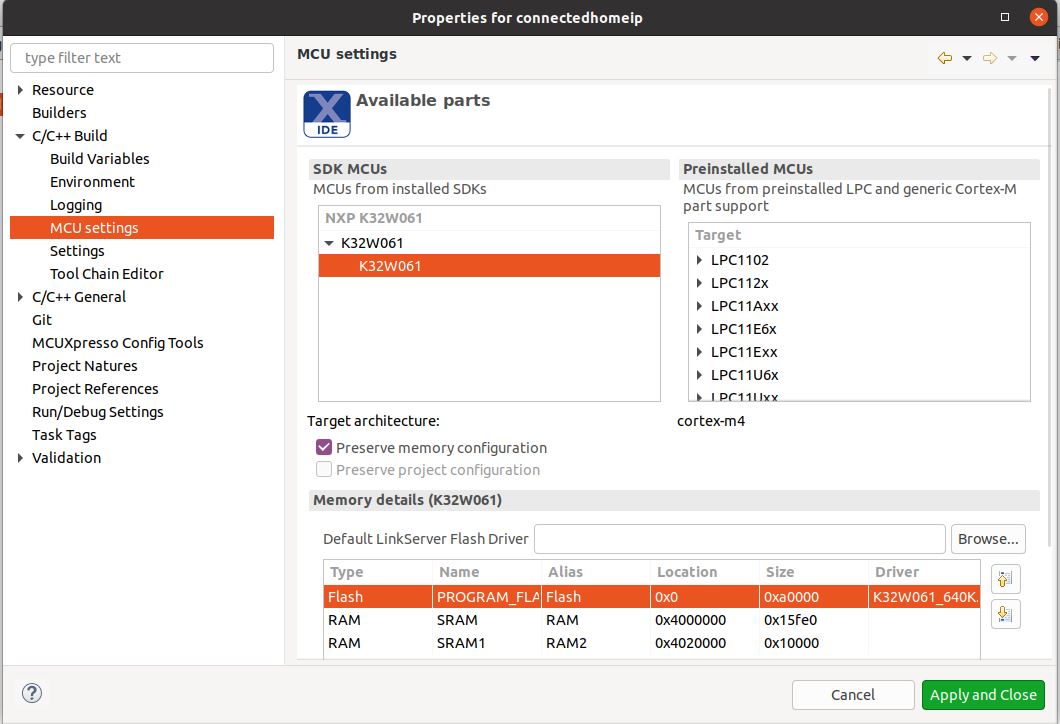 Properties for connectedhomeip
type filter text
MCU settings
Resource
Builders
C/C++ Build
Build Variables
Environment
Logging
MCU settings
Settings
Tool Chain Editor
C/C++ General
Git
MCUXpresso Config Tools
Project Natures
Project References
Run/Debug Settings
Task Tags
Validation
X
IDE
Available parts
SDK MCUs
MCUs from installed SDKs
NXP K32W061
K32W061
K32W061
Preinstalled MCUs
MCUs from preinstalled LPC and generic Cortex-M
part support
Target
LPC1102
LPC112x
LPC11Axx
LPC11E6x
LPC11Exx
LPC11U6x
LPC11Uxx
Target architecture: cortex-m4
Preserve memory configuration
Preserve project configuration
Memory details (K32W061)
Default LinkServer Flash Driver Browse...
Type Name Alias Location Size Driver
Flash PROGRAM_FLA Flash 0x0 0xa0000 K32W061_640K.
RAM SRAM RAM 0x4000000 0x15fe0
RAM SRAM1 RAM2 0x4020000 0x10000
? Cancel Apply and Close